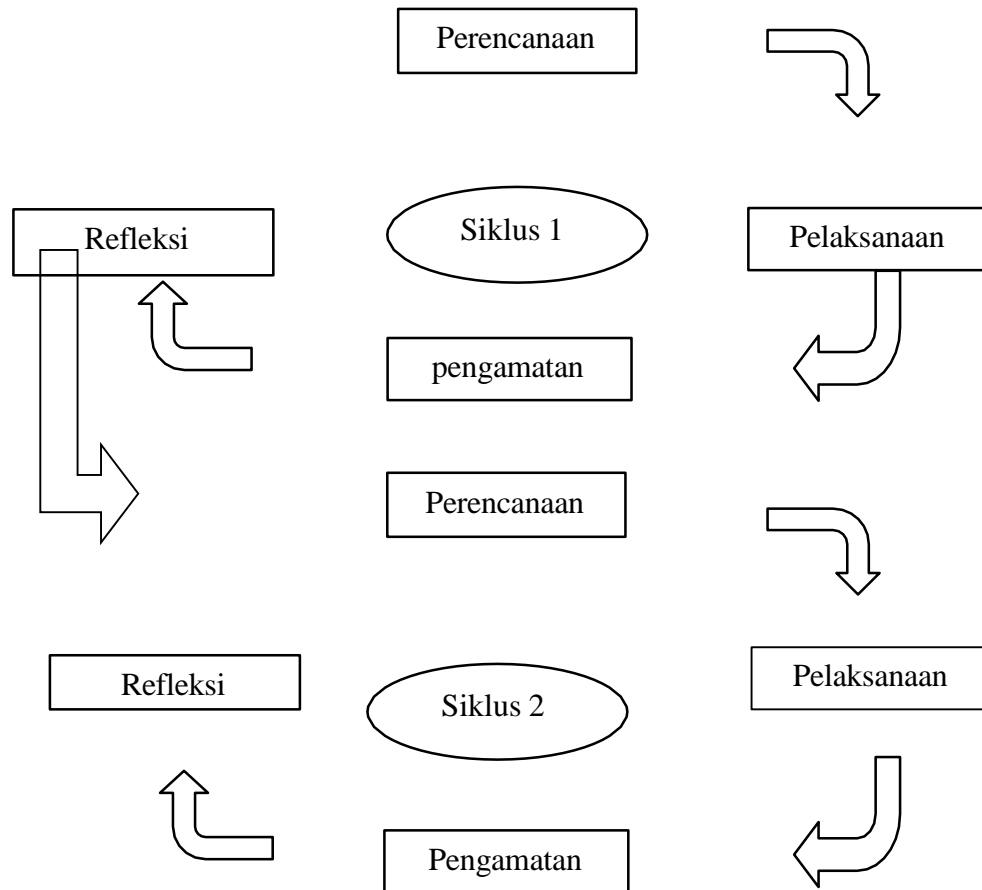 Perencanaan
Refleksi
Siklus 1
Pelaksanaan
pengamatan
Perencanaan
Refleksi
Siklus 2
Pelaksanaan
Pengamatan